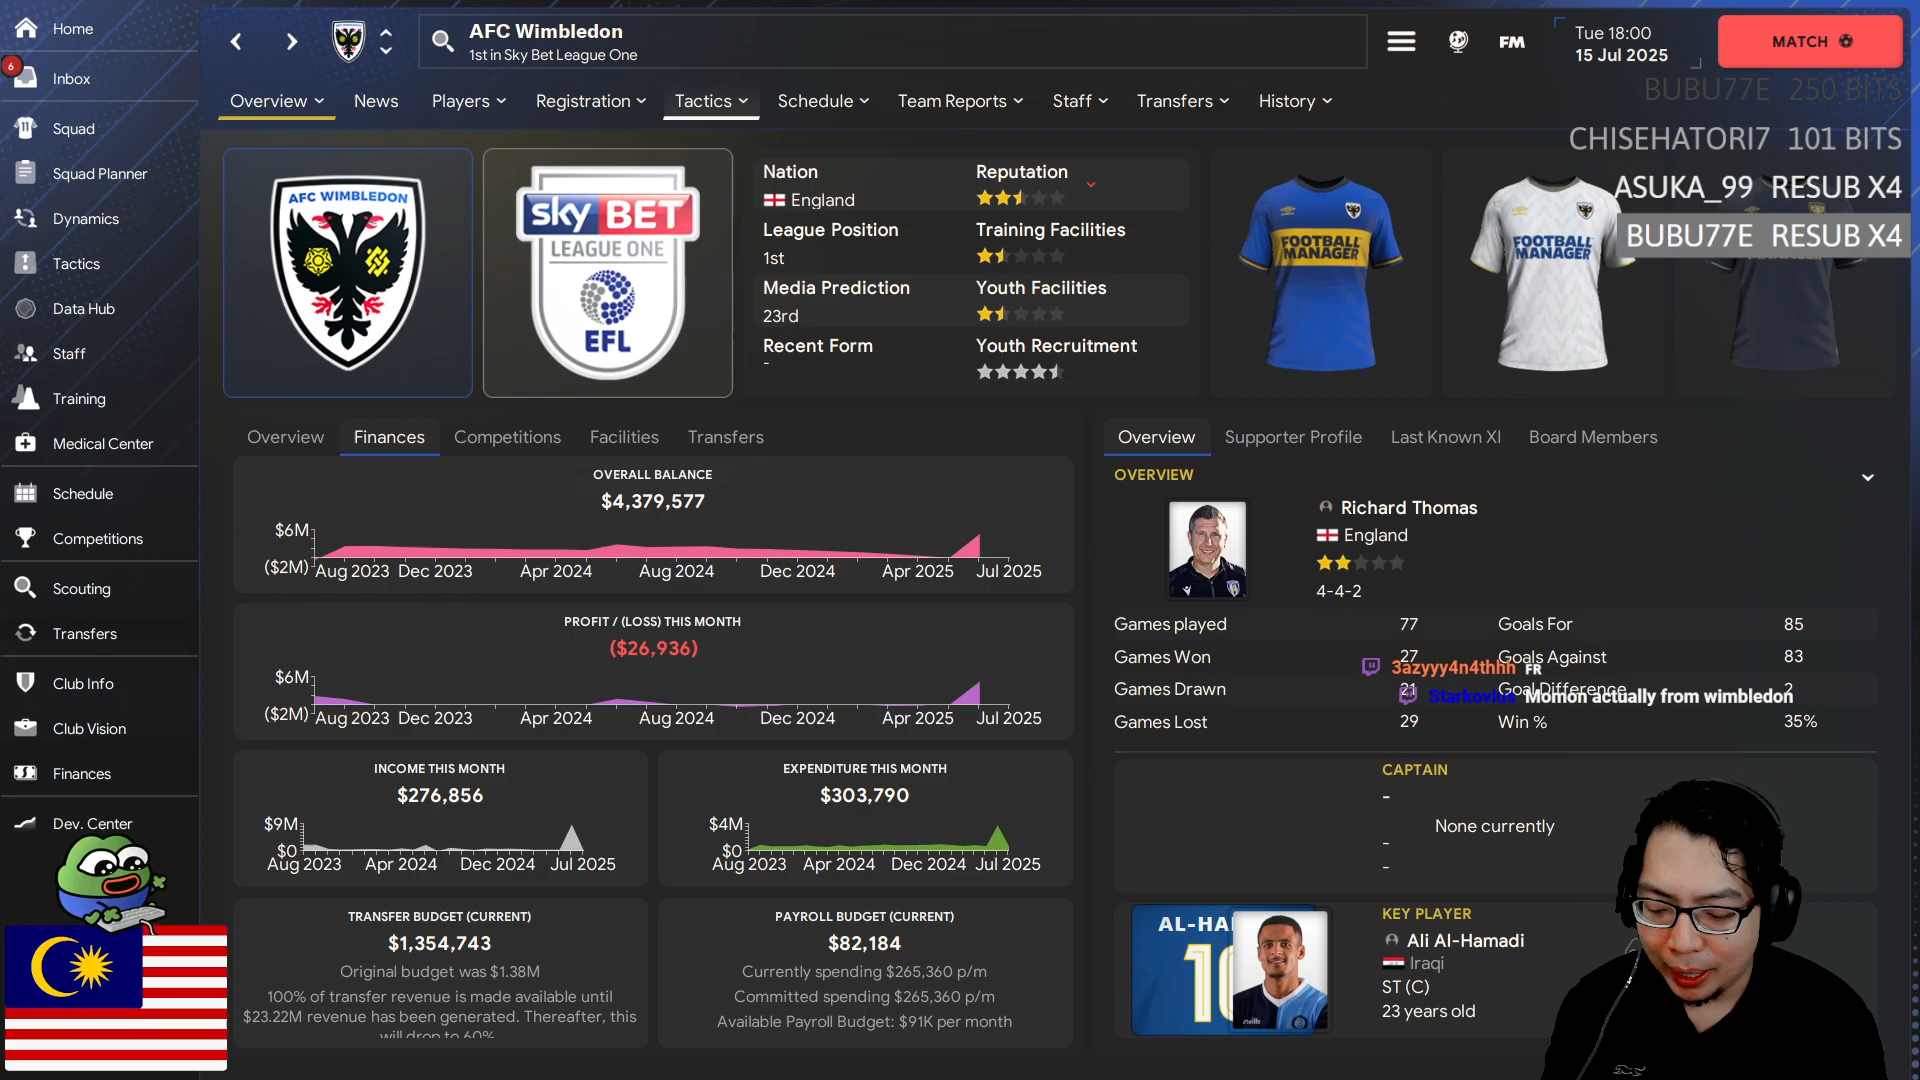 Home
AFC Wimbledon
1st in Sky Bet League One
FM
Tue 18:00
15 Jul 2025
MATCH
6
Inbox
Overview
News
Players
Registration
Tactics
Schedule
Team Reports
Staff
Transfers
History
BUBU77E 250 BITS
CHISEHATORI7 101 BITS
ASUKA_99 RESUB X4
BUBU77E RESUB X4
11
Squad
Squad Planner
Dynamics
Tactics
Data Hub
Staff
Training
Medical Center
Schedule
Competitions
Scouting
Transfers
Club Info
Club Vision
Finances
Dev. Center
AFC WIMBLEDON
sky BET
LEAGUE ONE
EFL
Nation
England
League Position
1st
Media Prediction
23rd
Recent Form
-
Reputation
Training Facilities
Youth Facilities
Youth Recruitment
FOOTBALL
MANAGER
FOOTBALL
MANAGER
Overview
Finances
Competitions
Facilities
Transfers
OVERALL BALANCE
$4,379,577
$6M
($2M)
Aug 2023
Dec 2023
Apr 2024
Aug 2024
Dec 2024
Apr 2025
Jul 2025
PROFIT / (LOSS) THIS MONTH
($26,936)
$6M
($2M)
Aug 2023
Dec 2023
Apr 2024
Aug 2024
Dec 2024
Apr 2025
Jul 2025
INCOME THIS MONTH
$276,856
$9M
$0
Aug 2023
Apr 2024
Dec 2024
Jul 2025
EXPENDITURE THIS MONTH
$303,790
$4M
$0
Aug 2023
Apr 2024
Dec 2024
Jul 2025
TRANSFER BUDGET (CURRENT)
$1,354,743
Original budget was $1.38M
100% of transfer revenue is made available until
$23.22M revenue has been generated. Thereafter, this
will drop to 60%
PAYROLL BUDGET (CURRENT)
$82,184
Currently spending $265,360 p/m
Committed spending $265,360 p/m
Available Payroll Budget: $91K per month
Overview
Supporter Profile
Last Known XI
Board Members
OVERVIEW
Richard Thomas
England
4-4-2
Games played 77
Goals For 85
Games Won 27
Goals Against 83
3azyyy4n4thhh FR
Games Drawn 21
Goal Difference 2
Starkovius Momon actually from wimbledon
Games Lost 29
Win % 35%
CAPTAIN
-
None currently
-
-
AL-HA
10
KEY PLAYER
Ali Al-Hamadi
Iraqi
ST (C)
23 years old